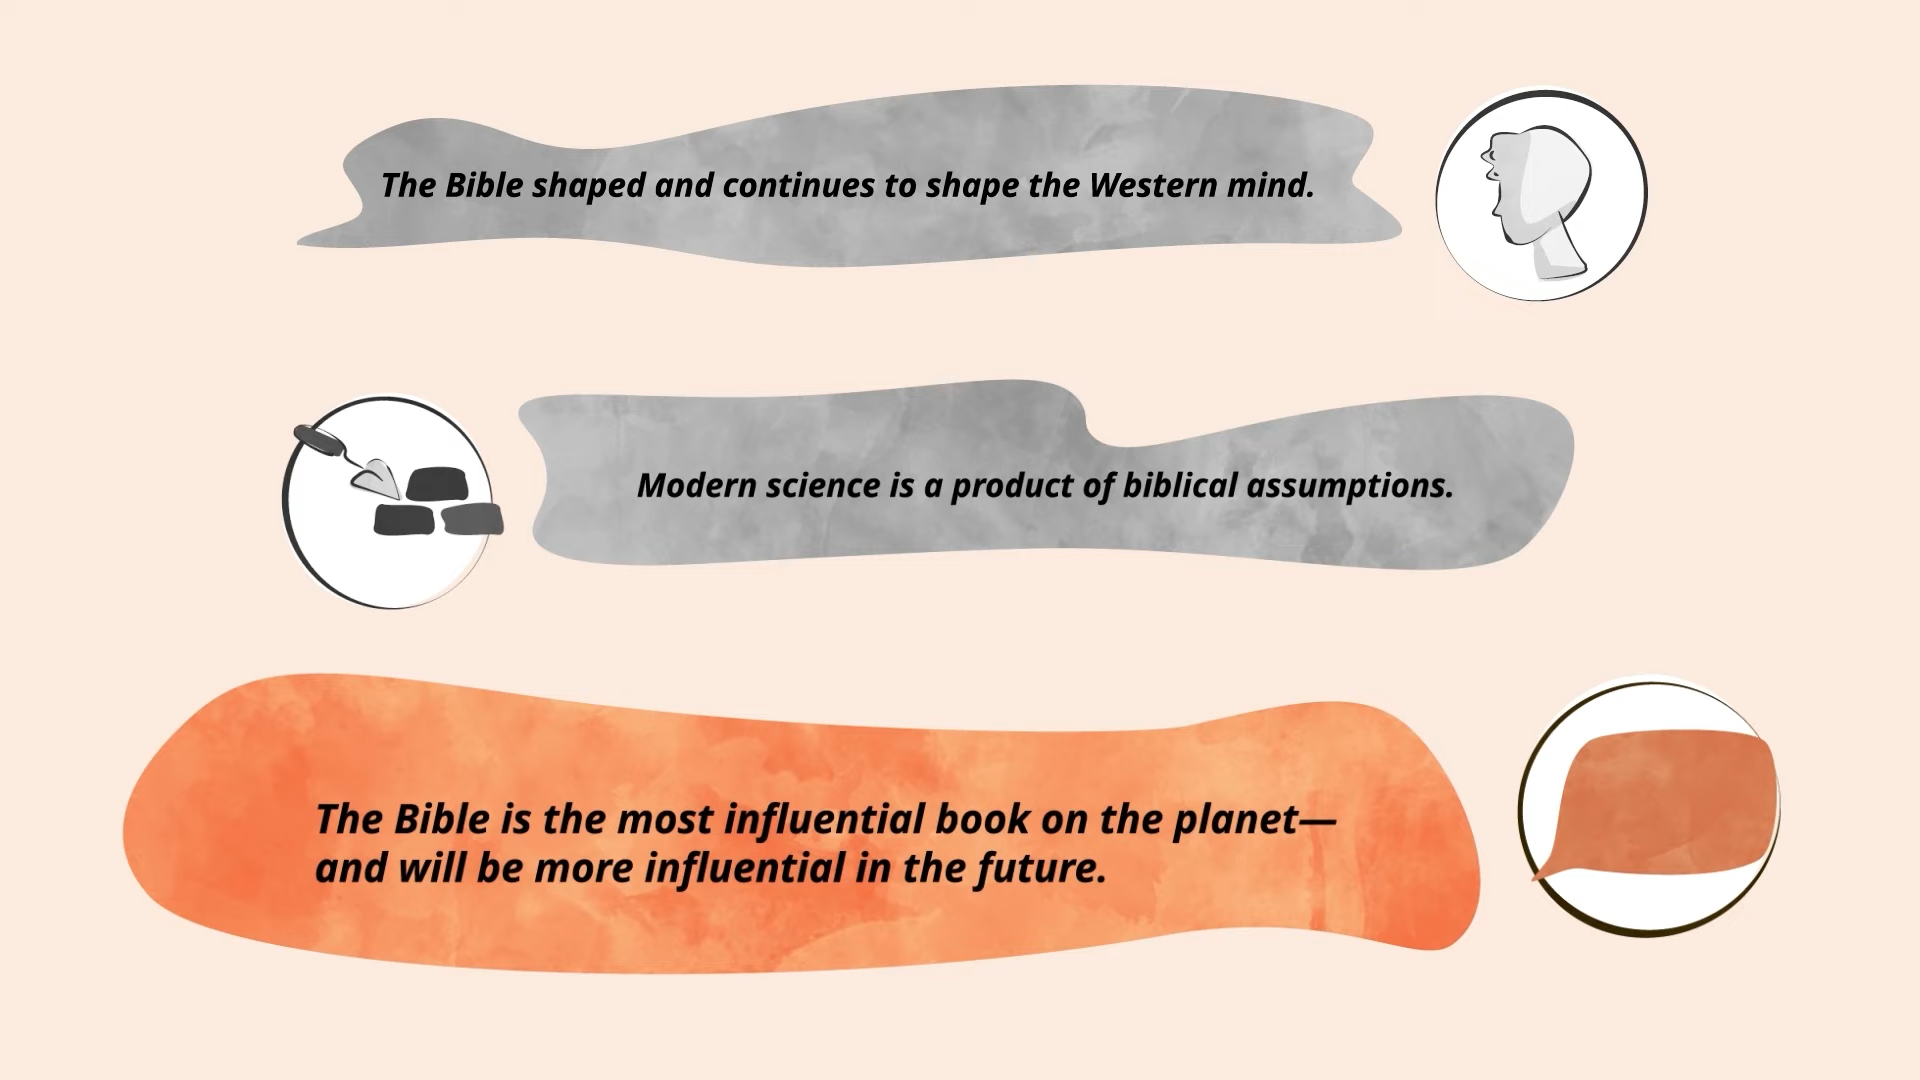 The Bible shaped and continues to shape the Western mind.
Modern science is a product of biblical assumptions.
The Bible is the most influential book on the planet—
and will be more influential in the future.